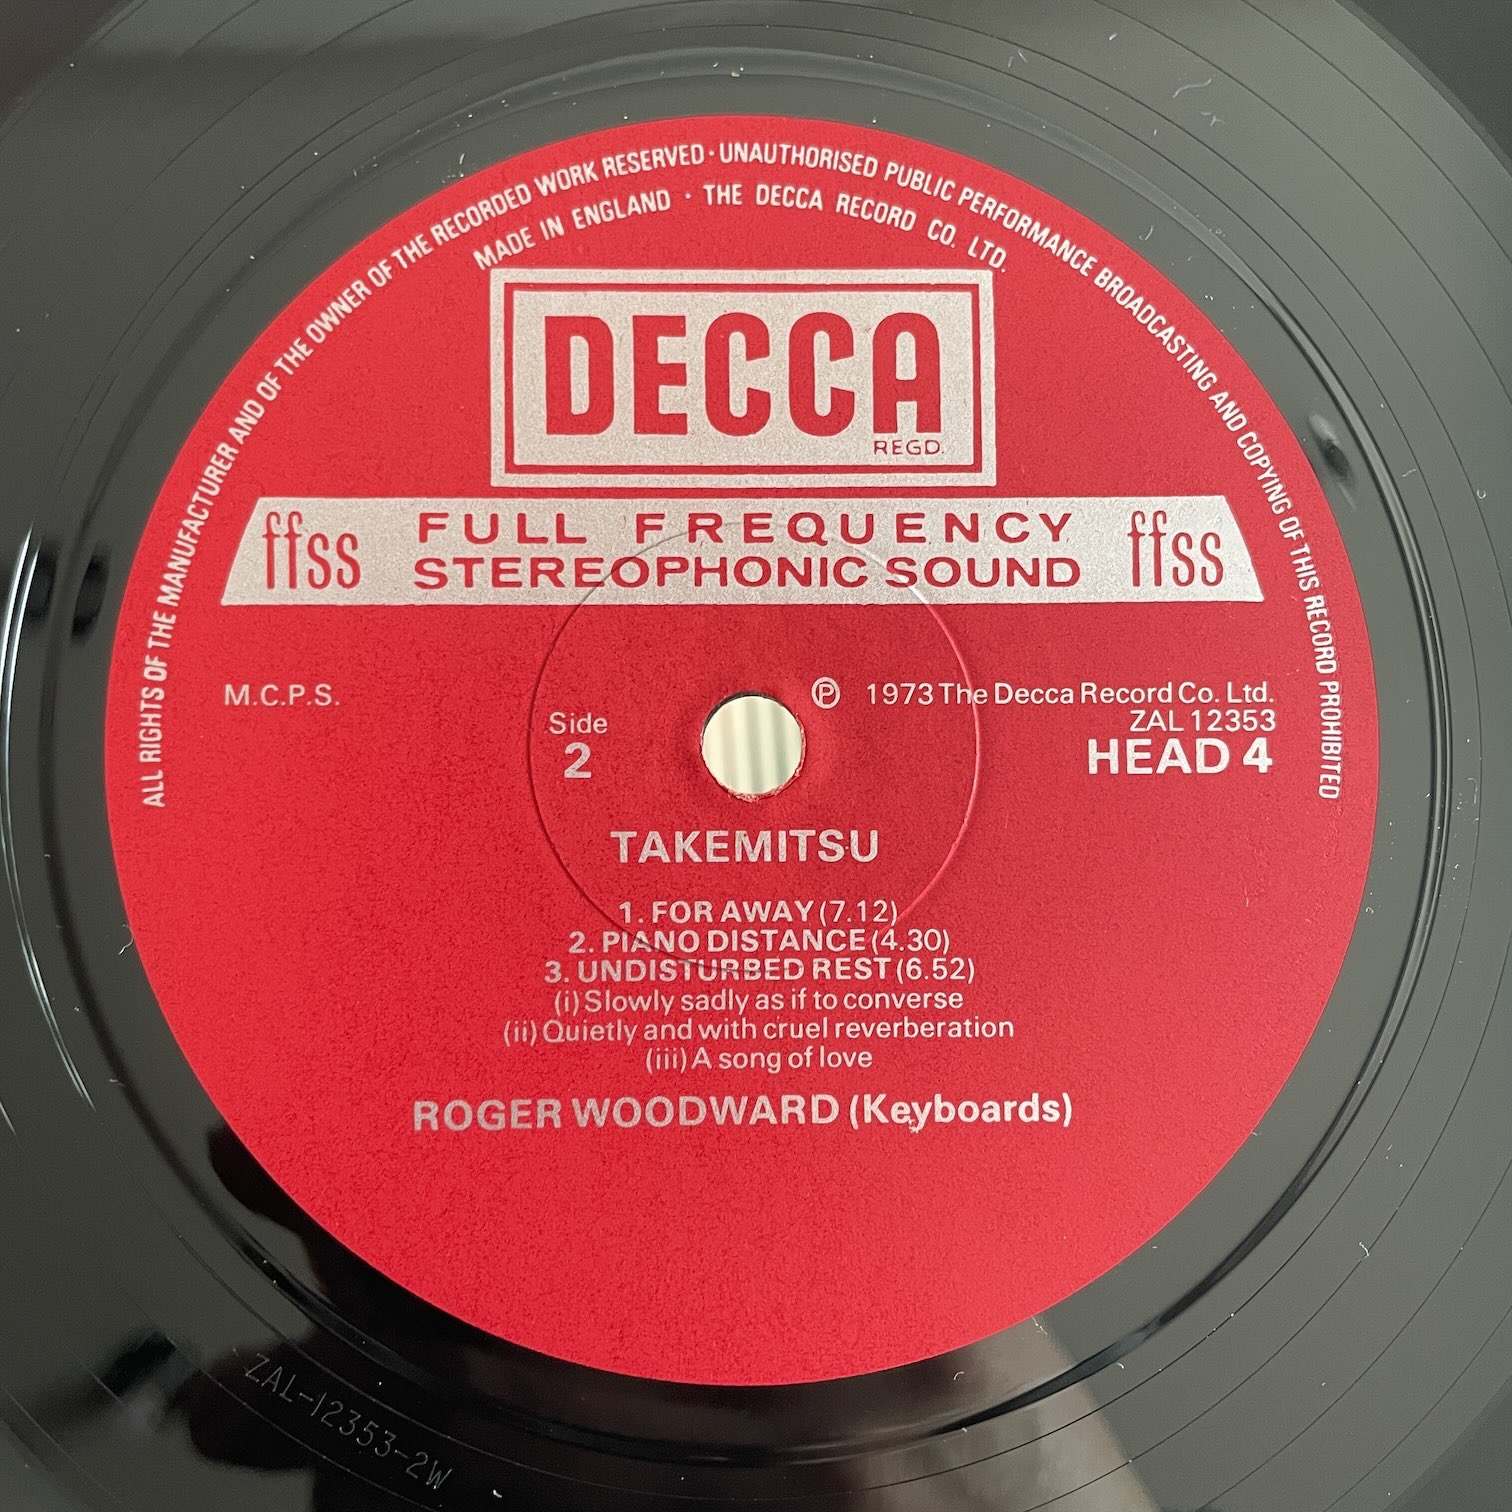 ALL RIGHTS OF THE MANUFACTURER AND OF THE OWNER OF THE RECORDED WORK RESERVED · UNAUTHORISED PUBLIC PERFORMANCE BROADCASTING AND COPYING OF THIS RECORD PROHIBITED
MADE IN ENGLAND · THE DECCA RECORD CO. LTD.
DECCA
REGD.
ffss FULL FREQUENCY ffss
STEREOPHONIC SOUND
M.C.P.S.
℗ 1973 The Decca Record Co. Ltd.
ZAL 12353
Side
2
HEAD 4
TAKEMITSU
1. FOR AWAY (7.12)
2. PIANO DISTANCE (4.30)
3. UNDISTURBED REST (6.52)
(i) Slowly sadly as if to converse
(ii) Quietly and with cruel reverberation
(iii) A song of love
ROGER WOODWARD (Keyboards)
ZAL-12353-2W